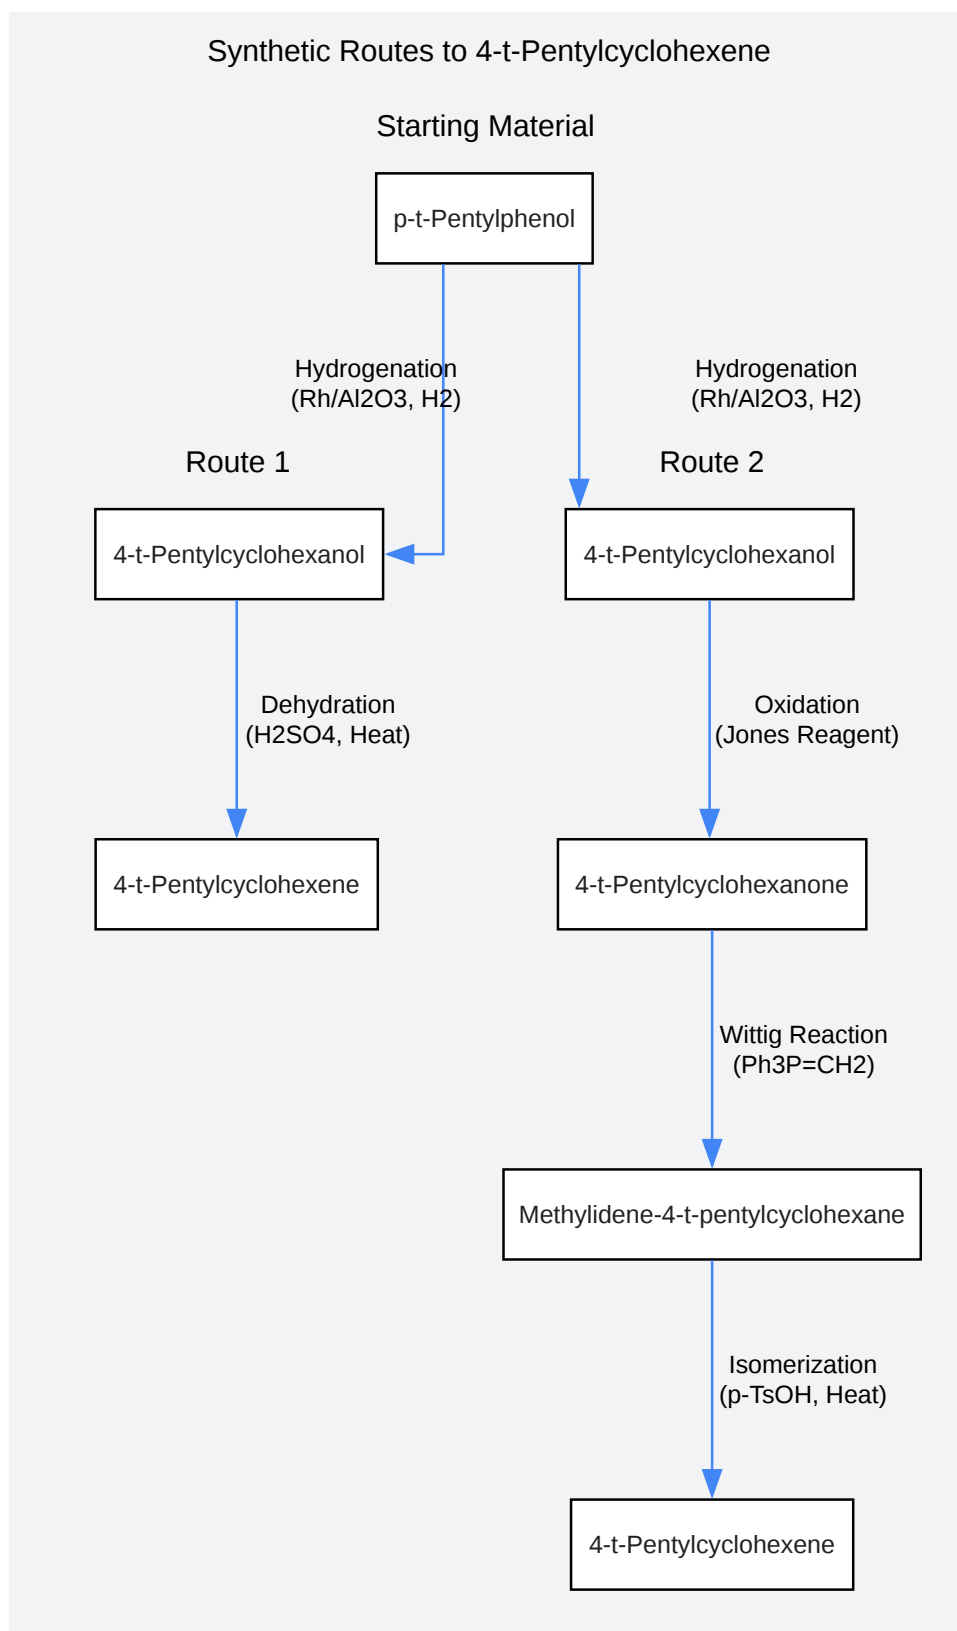 Synthetic Routes to 4-t-Pentylcyclohexene
Starting Material
p-t-Pentylphenol
Hydrogenation
(Rh/Al2O3, H2)
Hydrogenation
(Rh/Al2O3, H2)
Route 1
Route 2
4-t-Pentylcyclohexanol
4-t-Pentylcyclohexanol
Dehydration
(H2SO4, Heat)
Oxidation
(Jones Reagent)
4-t-Pentylcyclohexene
4-t-Pentylcyclohexanone
Wittig Reaction
(Ph3P=CH2)
Methylidene-4-t-pentylcyclohexane
Isomerization
(p-TsOH, Heat)
4-t-Pentylcyclohexene